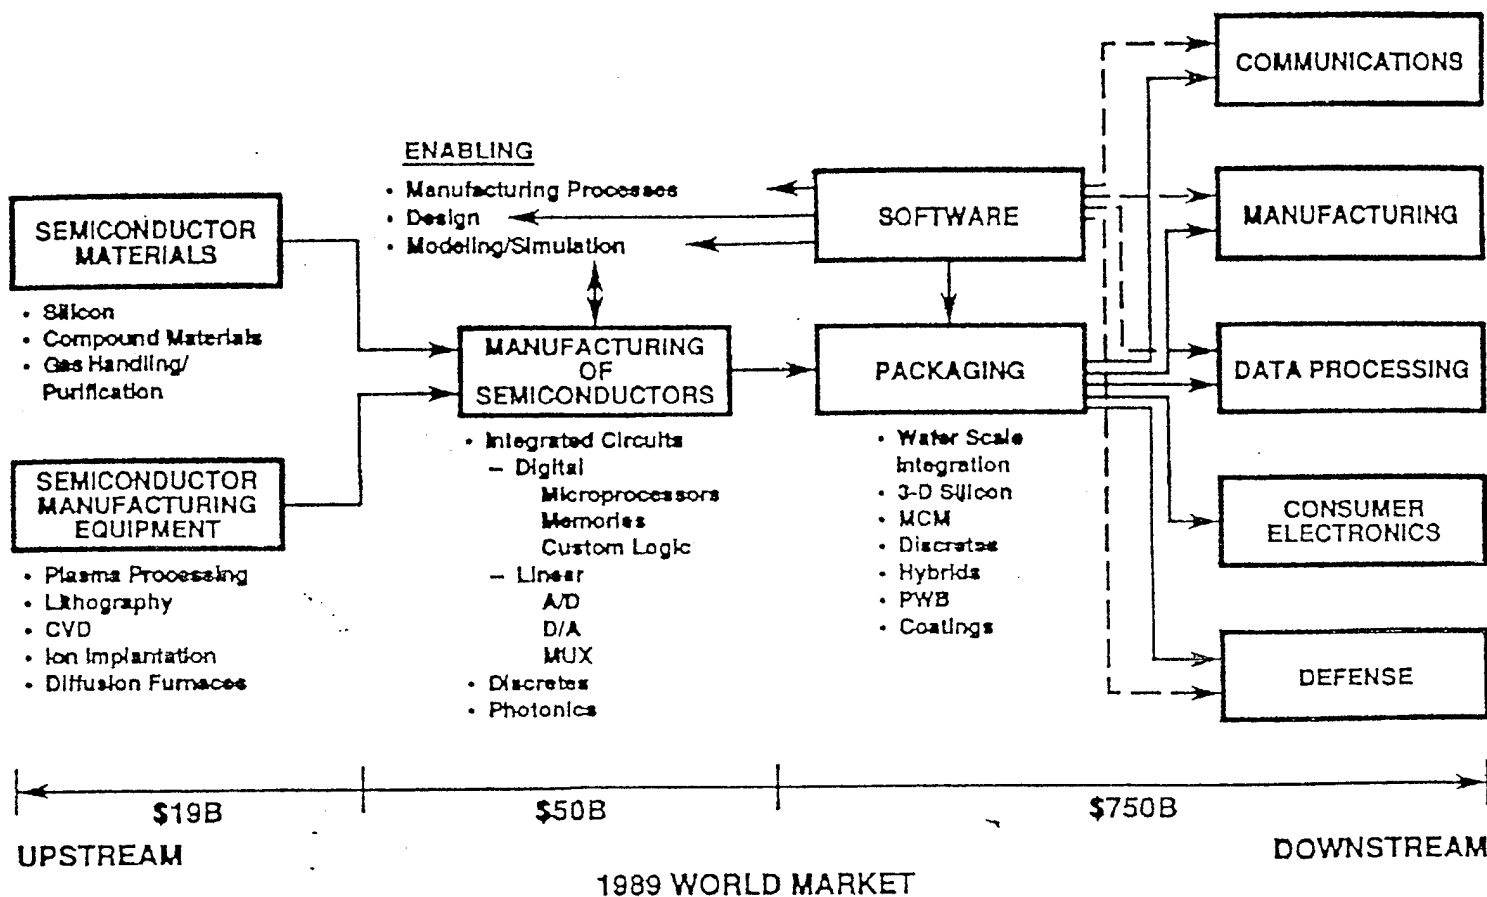 COMMUNICATIONS
ENABLING
• Manufacturing Processes
• Design
• Modeling/Simulation
SOFTWARE
MANUFACTURING
SEMICONDUCTOR
MATERIALS
• Silicon
• Compound Materials
• Gas Handling/
Purification
MANUFACTURING
OF
SEMICONDUCTORS
PACKAGING
DATA PROCESSING
SEMICONDUCTOR
MANUFACTURING
EQUIPMENT
• Plasma Processing
• Lithography
• CVD
• Ion Implantation
• Diffusion Furnaces
• Integrated Circuits
– Digital
Microprocessors
Memories
Custom Logic
– Linear
A/D
D/A
MUX
• Discretes
• Photonics
• Wafer Scale
Integration
• 3-D Silicon
• MCM
• Discretes
• Hybrids
• PWB
• Coatings
CONSUMER
ELECTRONICS
DEFENSE
$19B
$50B
$750B
UPSTREAM
DOWNSTREAM
1989 WORLD MARKET